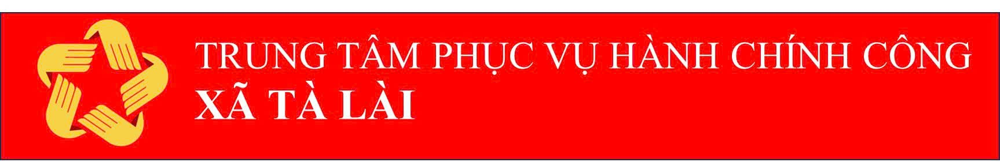 TRUNG TÂM PHỤC VỤ HÀNH CHÍNH CÔNG
XÃ TÀ LÀI